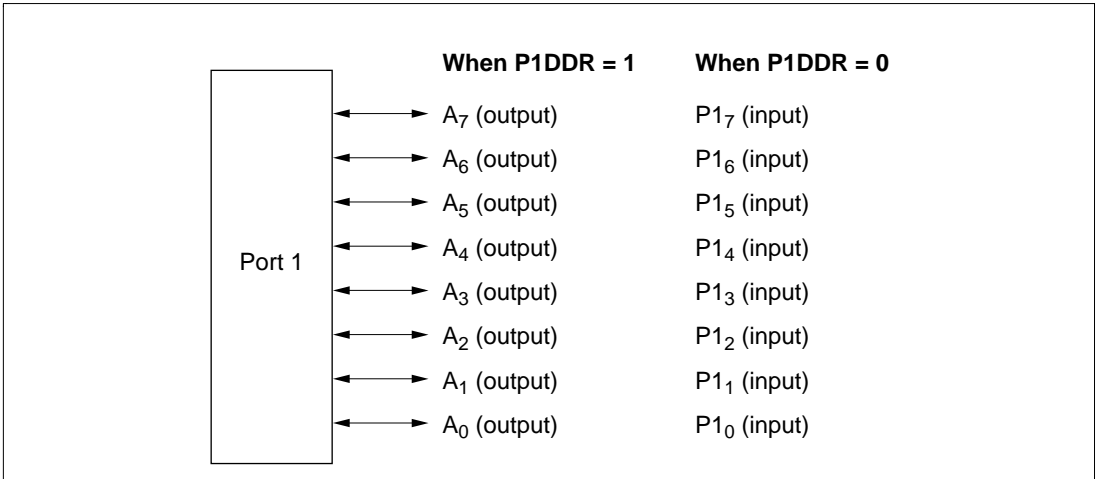 When P1DDR = 1 When P1DDR = 0
A7 (output) P17 (input)
A6 (output) P16 (input)
A5 (output) P15 (input)
Port 1 A4 (output) P14 (input)
A3 (output) P13 (input)
A2 (output) P12 (input)
A1 (output) P11 (input)
A0 (output) P10 (input)